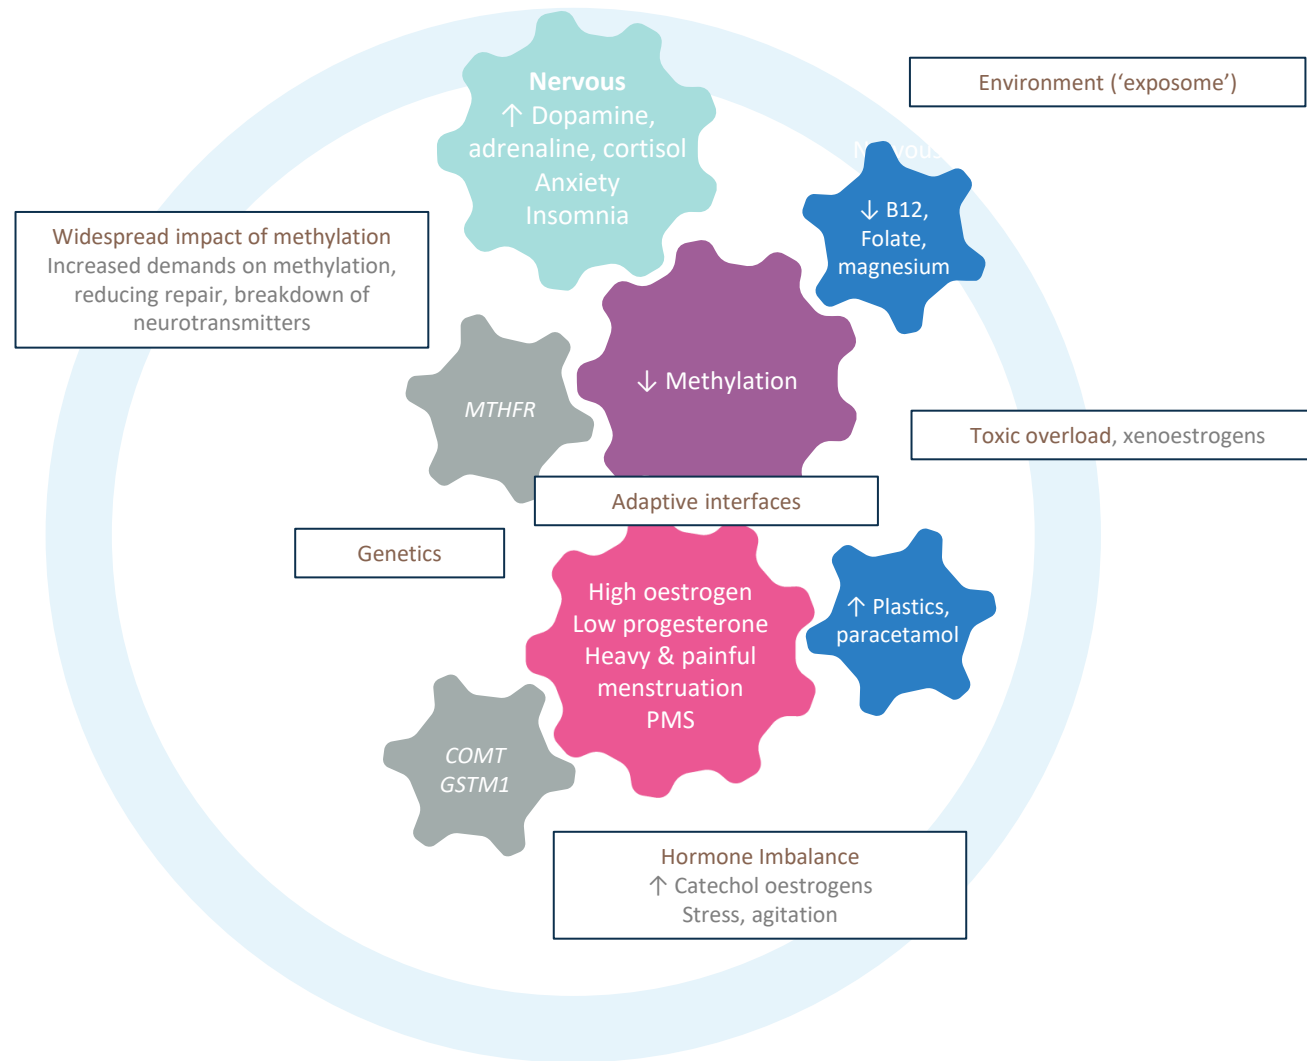 Nervous
↑ Dopamine,
adrenaline, cortisol
Anxiety
Insomnia
Environment (‘exposome’)
Nervous
↓ B12,
Folate,
magnesium
Widespread impact of methylation
Increased demands on methylation,
reducing repair, breakdown of
neurotransmitters
↓ Methylation
MTHFR
Toxic overload, xenoestrogens
Adaptive interfaces
Genetics
High oestrogen
Low progesterone
Heavy & painful
menstruation
PMS
↑ Plastics,
paracetamol
COMT
GSTM1
Hormone Imbalance
↑ Catechol oestrogens
Stress, agitation